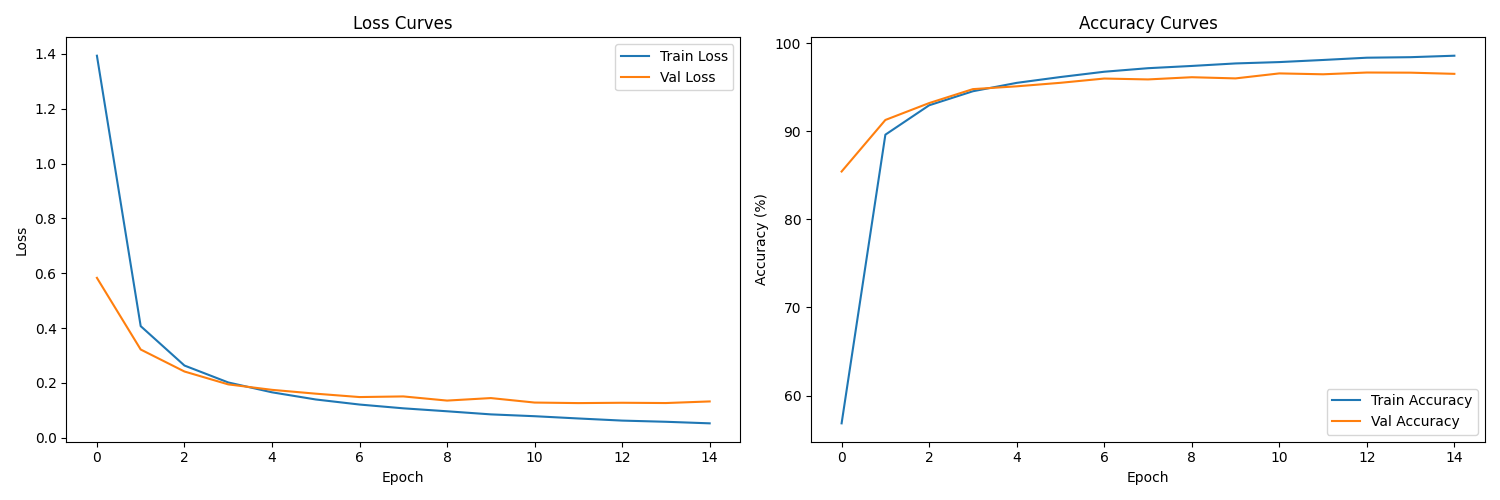 Loss Curves
1.4
1.2
1.0
0.8
0.6
0.4
0.2
0.0
Loss
Train Loss
Val Loss
0 2 4 6 8 10 12 14
Epoch
Accuracy Curves
100
90
80
70
60
Accuracy (%)
Train Accuracy
Val Accuracy
0 2 4 6 8 10 12 14
Epoch